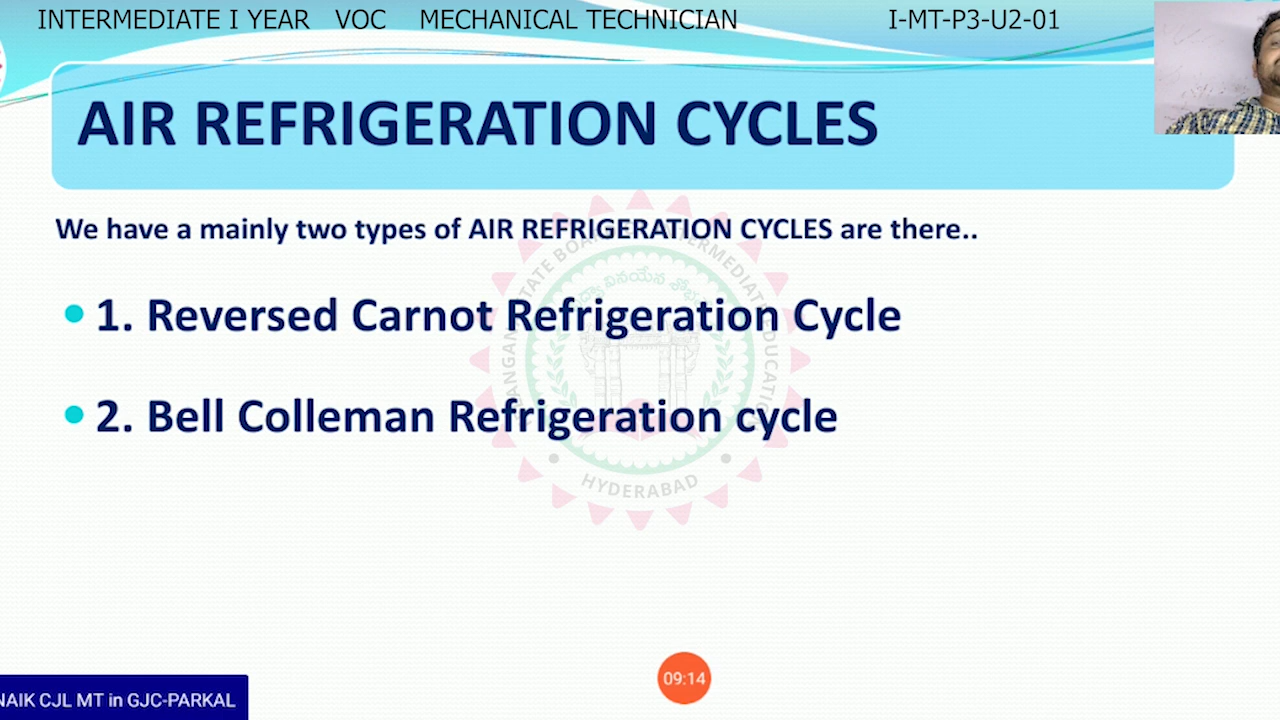 INTERMEDIATE I YEAR VOC MECHANICAL TECHNICIAN I-MT-P3-U2-01
AIR REFRIGERATION CYCLES
We have a mainly two types of AIR REFRIGERATION CYCLES are there..
1. Reversed Carnot Refrigeration Cycle
2. Bell Colleman Refrigeration cycle
HYDERABAD
09:14
NAIK CJL MT in GJC-PARKAL